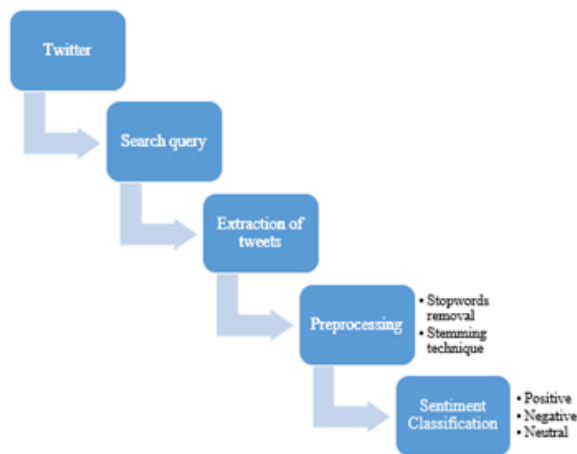 Twitter
Search query
Extraction of
tweets
Preprocessing
• Stopwords
removal
• Stemming
technique
Sentiment
Classification
• Positive
• Negative
• Neutral